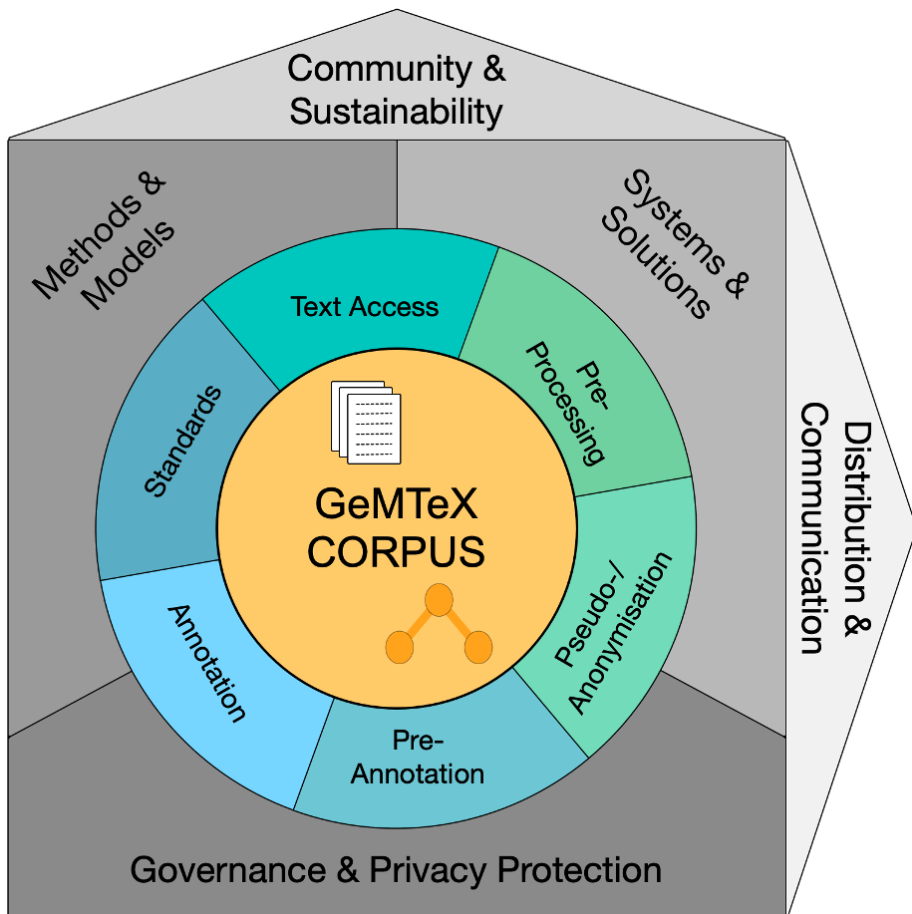 Community &
Sustainability
Methods &
Models
Systems &
Solutions
Text Access
Pre-
Processing
Standards
GeMTeX
CORPUS
Distribution &
Communication
Pseudo-/
Anonymisation
Annotation
Pre-
Annotation
Governance & Privacy Protection